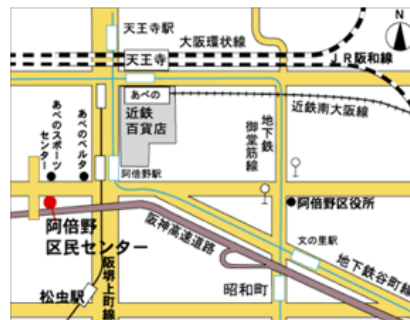 天王寺駅
大阪環状線
N
天王寺
JR阪和線
あべの
近鉄
百貨店
近鉄南大阪線
地下鉄
御堂筋線
あべのスポーツ
センター
あべのベルタ
阿倍野駅
阿倍野区役所
阿倍野
区民センター
阪神高速道路
文の里駅
地下鉄谷町線
昭和町
阪堺上町線
松虫駅